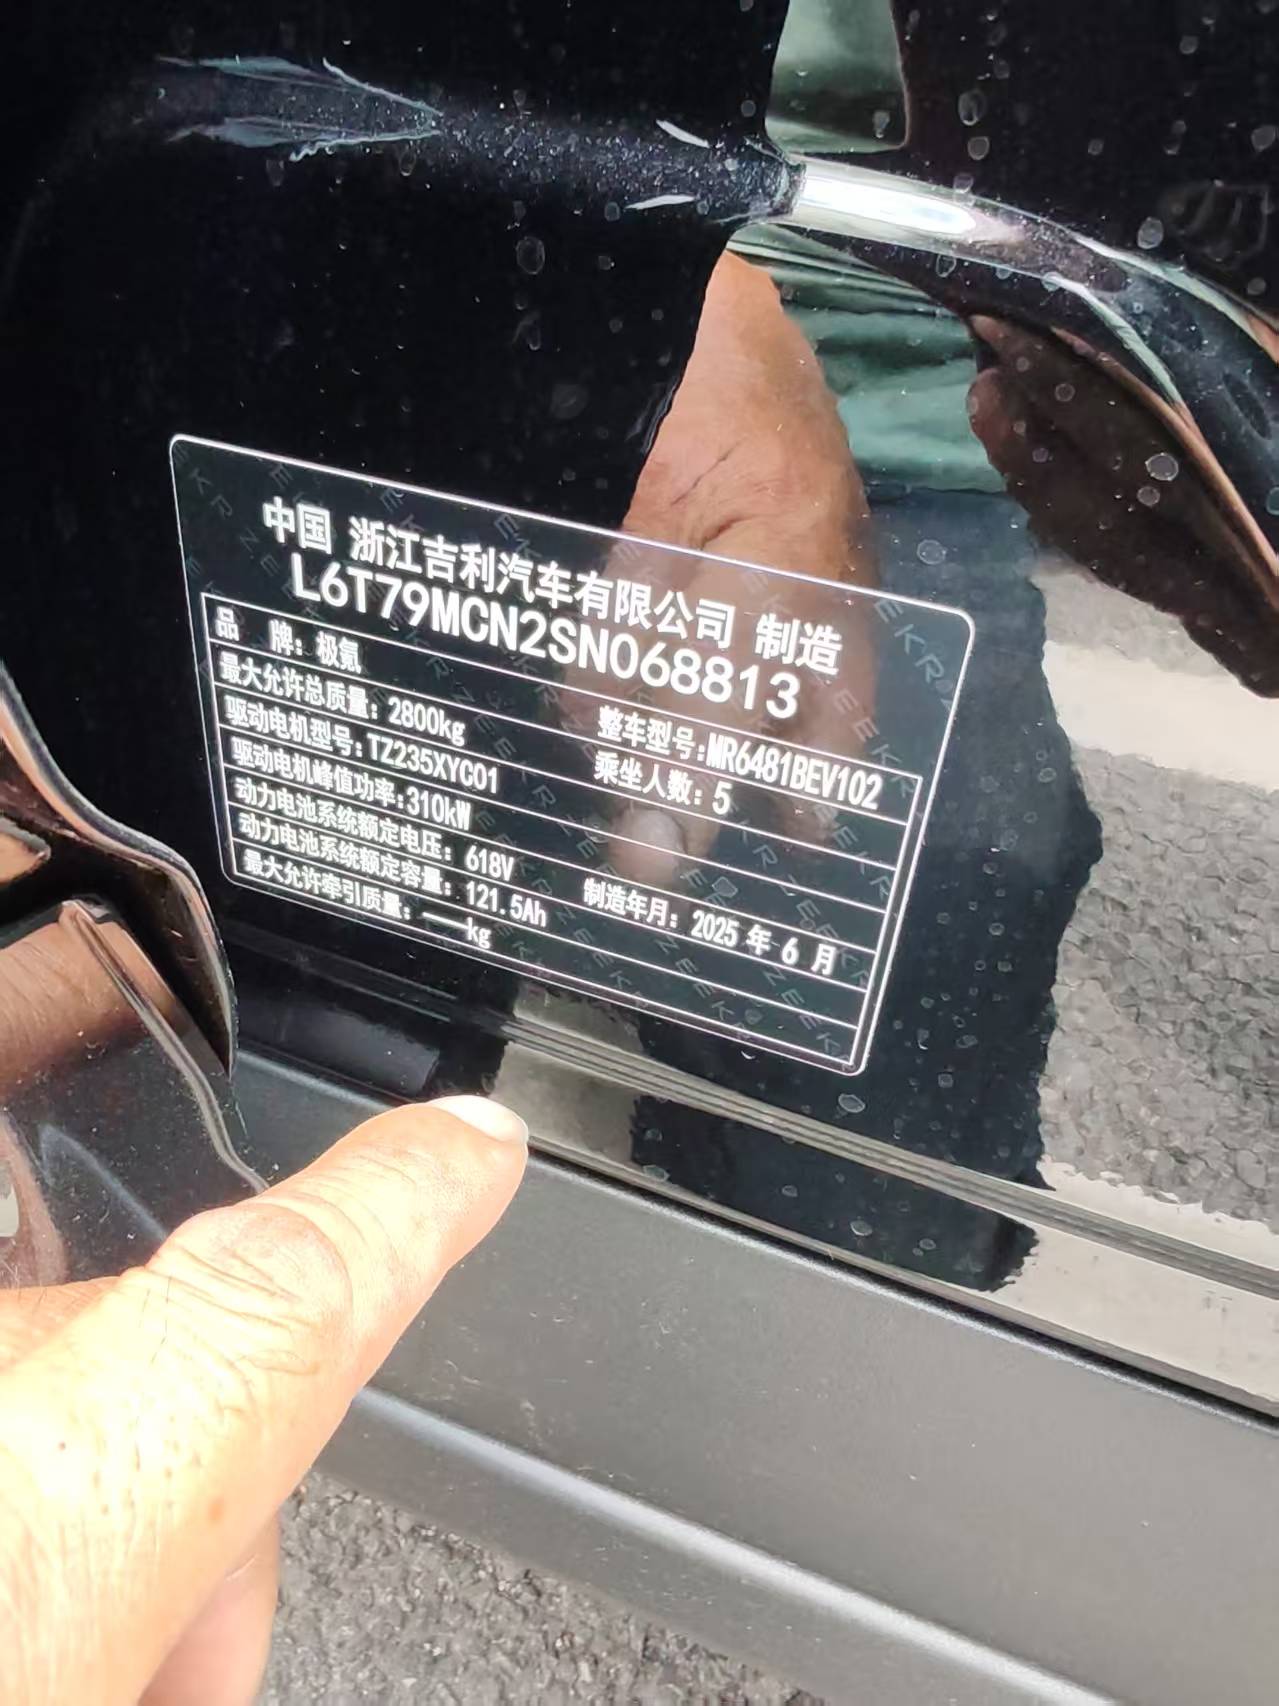 中国 浙江吉利汽车有限公司 制造
L6T79MCN2SN068813
品 牌：极氪 整车型号：MR6481BEV102
最大允许总质量：2800kg 乘坐人数：5
驱动电机型号：TZ235XYC01
驱动电机峰值功率：310kW
动力电池系统额定电压：618V 制造年月：2025 年 6 月
动力电池系统额定容量：121.5Ah
最大允许牵引质量：——kg